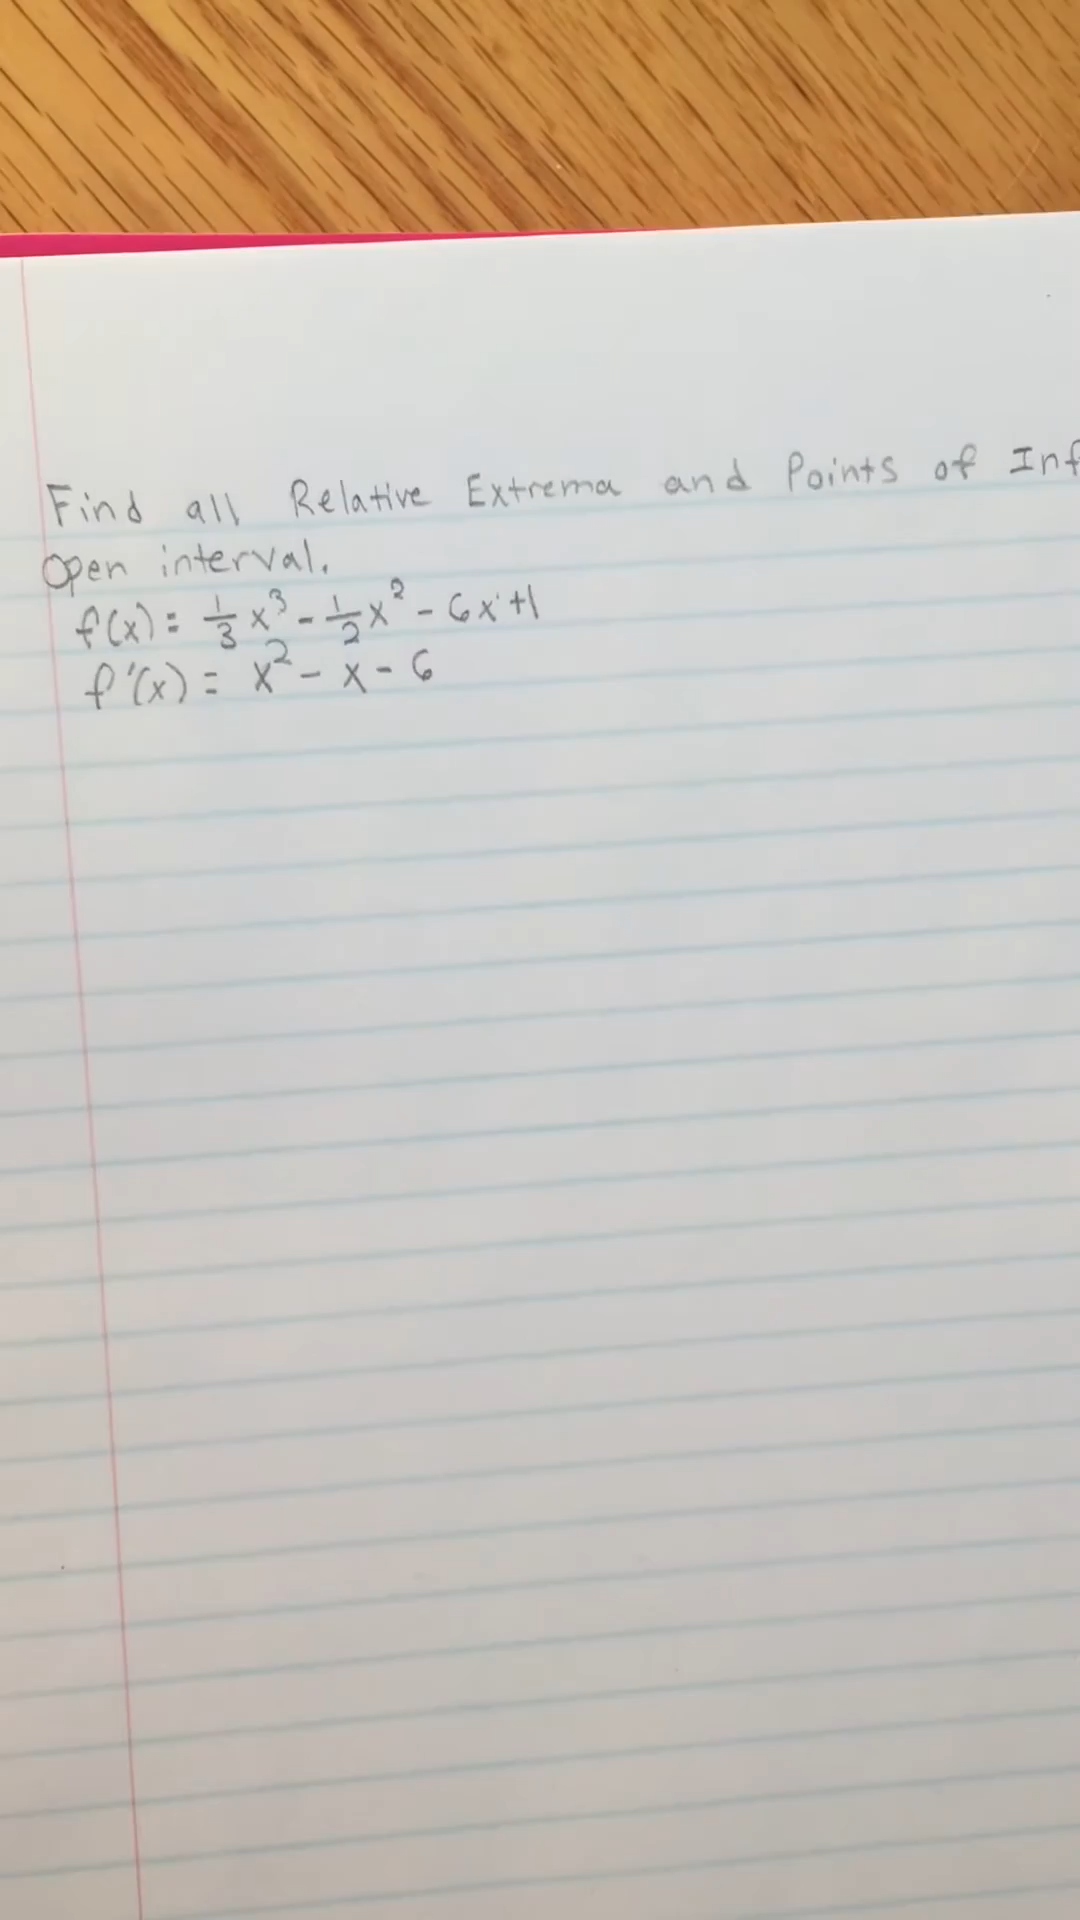 Find all Relative Extrema and Points of Inf
Open interval.
f(x) = 1/3 x³ - 1/2 x² - 6x + 1
f'(x) = x² - x - 6